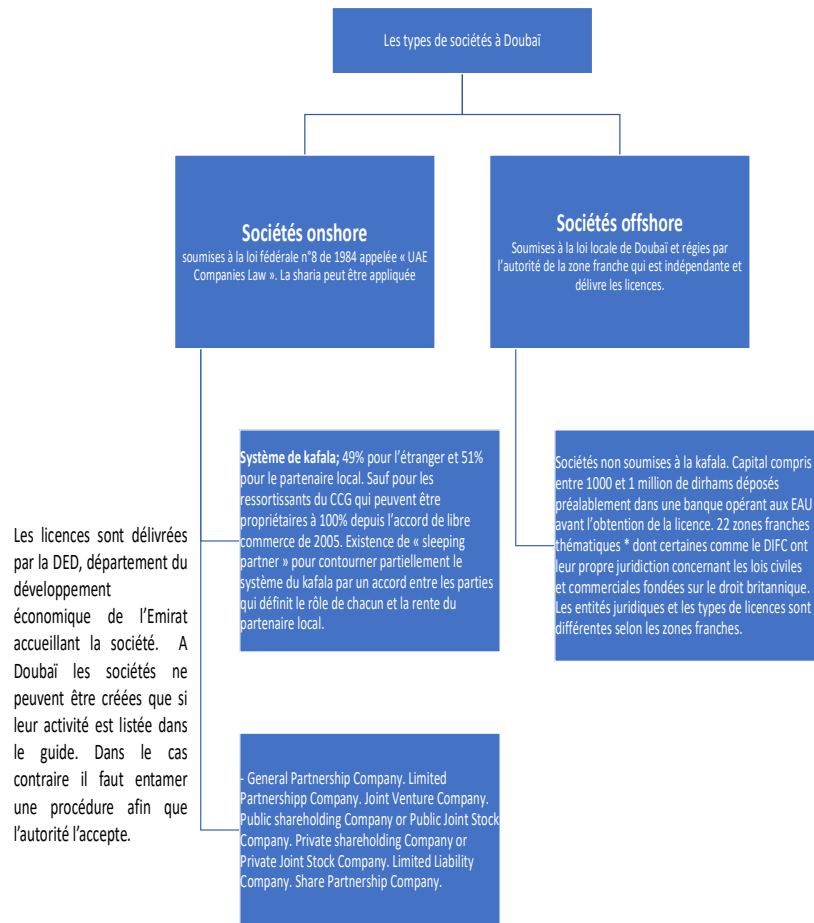 Les types de sociétés à Doubaï
Sociétés onshore
soumises à la loi fédérale n°8 de 1984 appelée « UAE
Companies Law ». La sharia peut être appliquée
Sociétés offshore
Soumises à la loi locale de Doubaï et régies par
l'autorité de la zone franche qui est indépendante et
délivre les licences.
Système de kafala; 49% pour l'étranger et 51%
pour le partenaire local. Sauf pour les
ressortissants du CCG qui peuvent être
propriétaires à 100% depuis l'accord de libre
commerce de 2005. Existence de « sleeping
partner » pour contourner partiellement le
système du kafala par un accord entre les parties
qui définit le rôle de chacun et la rente du
partenaire local.
Sociétés non soumises à la kafala. Capital compris
entre 1000 et 1 million de dirhams déposés
préalablement dans une banque opérant aux EAU
avant l'obtention de la licence. 22 zones franches
thématiques * dont certaines comme le DIFC ont
leur propre juridiction concernant les lois civiles
et commerciales fondées sur le droit britannique.
Les entités juridiques et les types de licences sont
différentes selon les zones franches.
Les licences sont délivrées
par la DED, département du
développement
économique de l'Emirat
accueillant la société. A
Doubaï les sociétés ne
peuvent être créées que si
leur activité est listée dans
le guide. Dans le cas
contraire il faut entamer
une procédure afin que
l'autorité l'accepte.
- General Partnership Company. Limited
Partnershipp Company. Joint Venture Company.
Public shareholding Company or Public Joint Stock
Company. Private shareholding Company or
Private Joint Stock Company. Limited Liability
Company. Share Partnership Company.